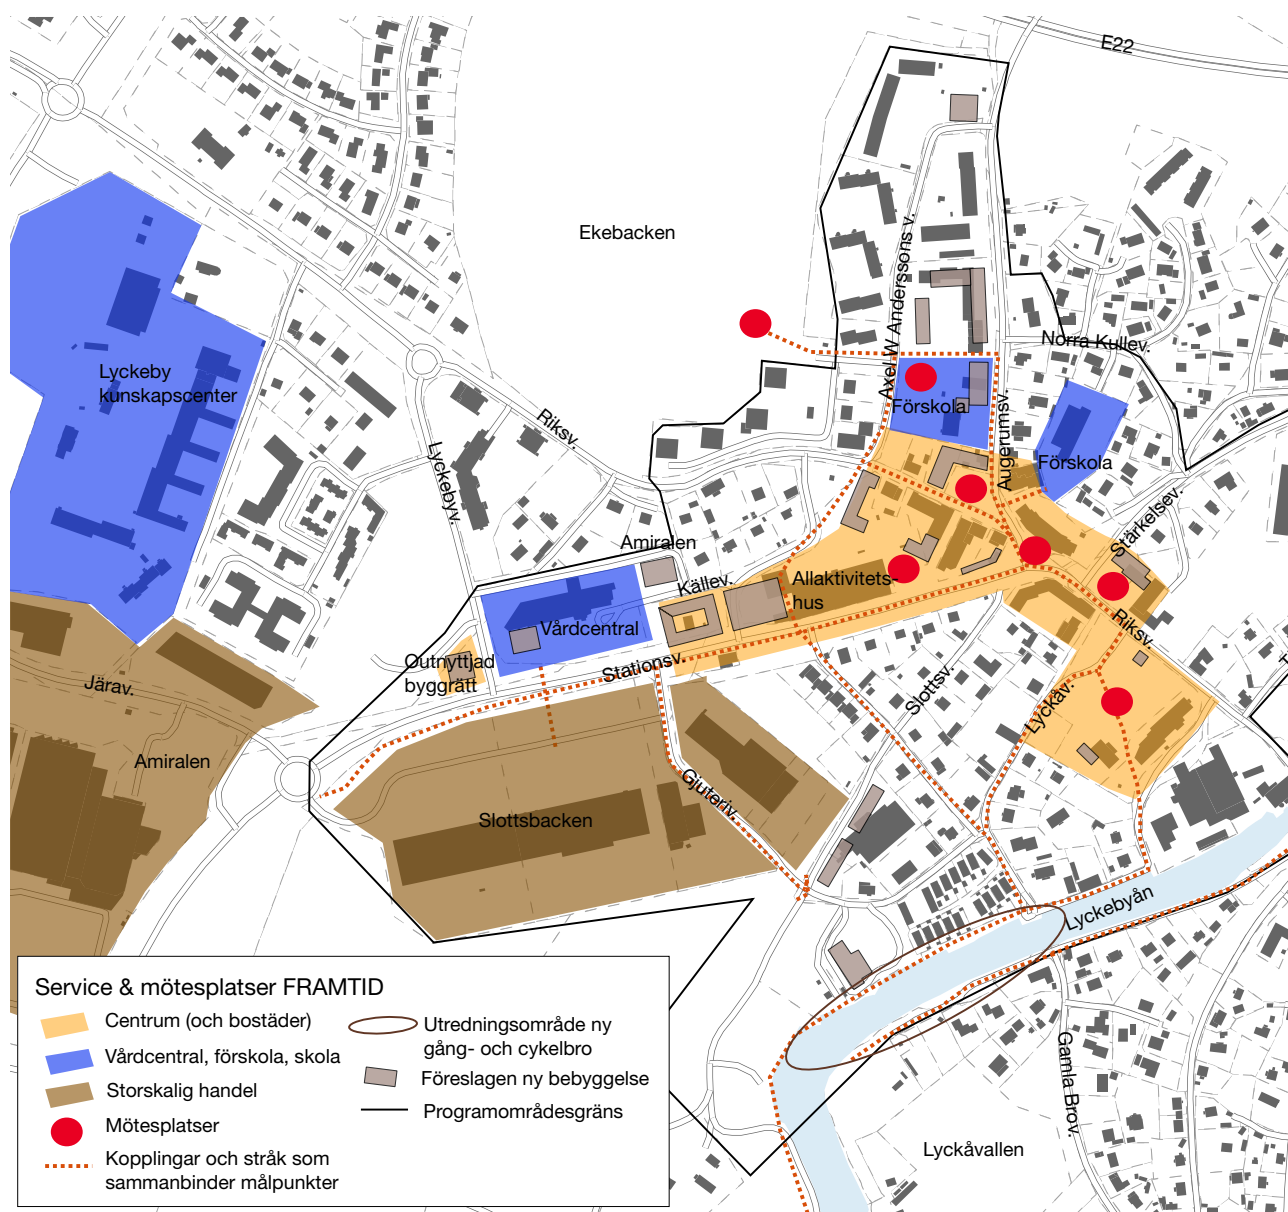 E22
Ekebacken
Axel W Anderssons v.
Norra Kullev.
Lyckeby
kunskapscenter
Förskola
Augerumsv.
Riksv.
Lyckebyv.
Förskola
Stärkelsev.
Amiralen
Källev.
Allaktivitets-
hus
Vårdcentral
Riksv.
Outnyttjad
byggrätt
Stationsv.
Slottsv.
Lyckåv.
Järav.
Amiralen
Gjuteriv.
Slottsbacken
Lyckebyån
Gamla Brov.
Lyckåvallen
Service & mötesplatser FRAMTID
Centrum (och bostäder)
Vårdcentral, förskola, skola
Storskalig handel
Mötesplatser
Kopplingar och stråk som
sammanbinder målpunkter
Utredningsområde ny
gång- och cykelbro
Föreslagen ny bebyggelse
Programområdesgräns